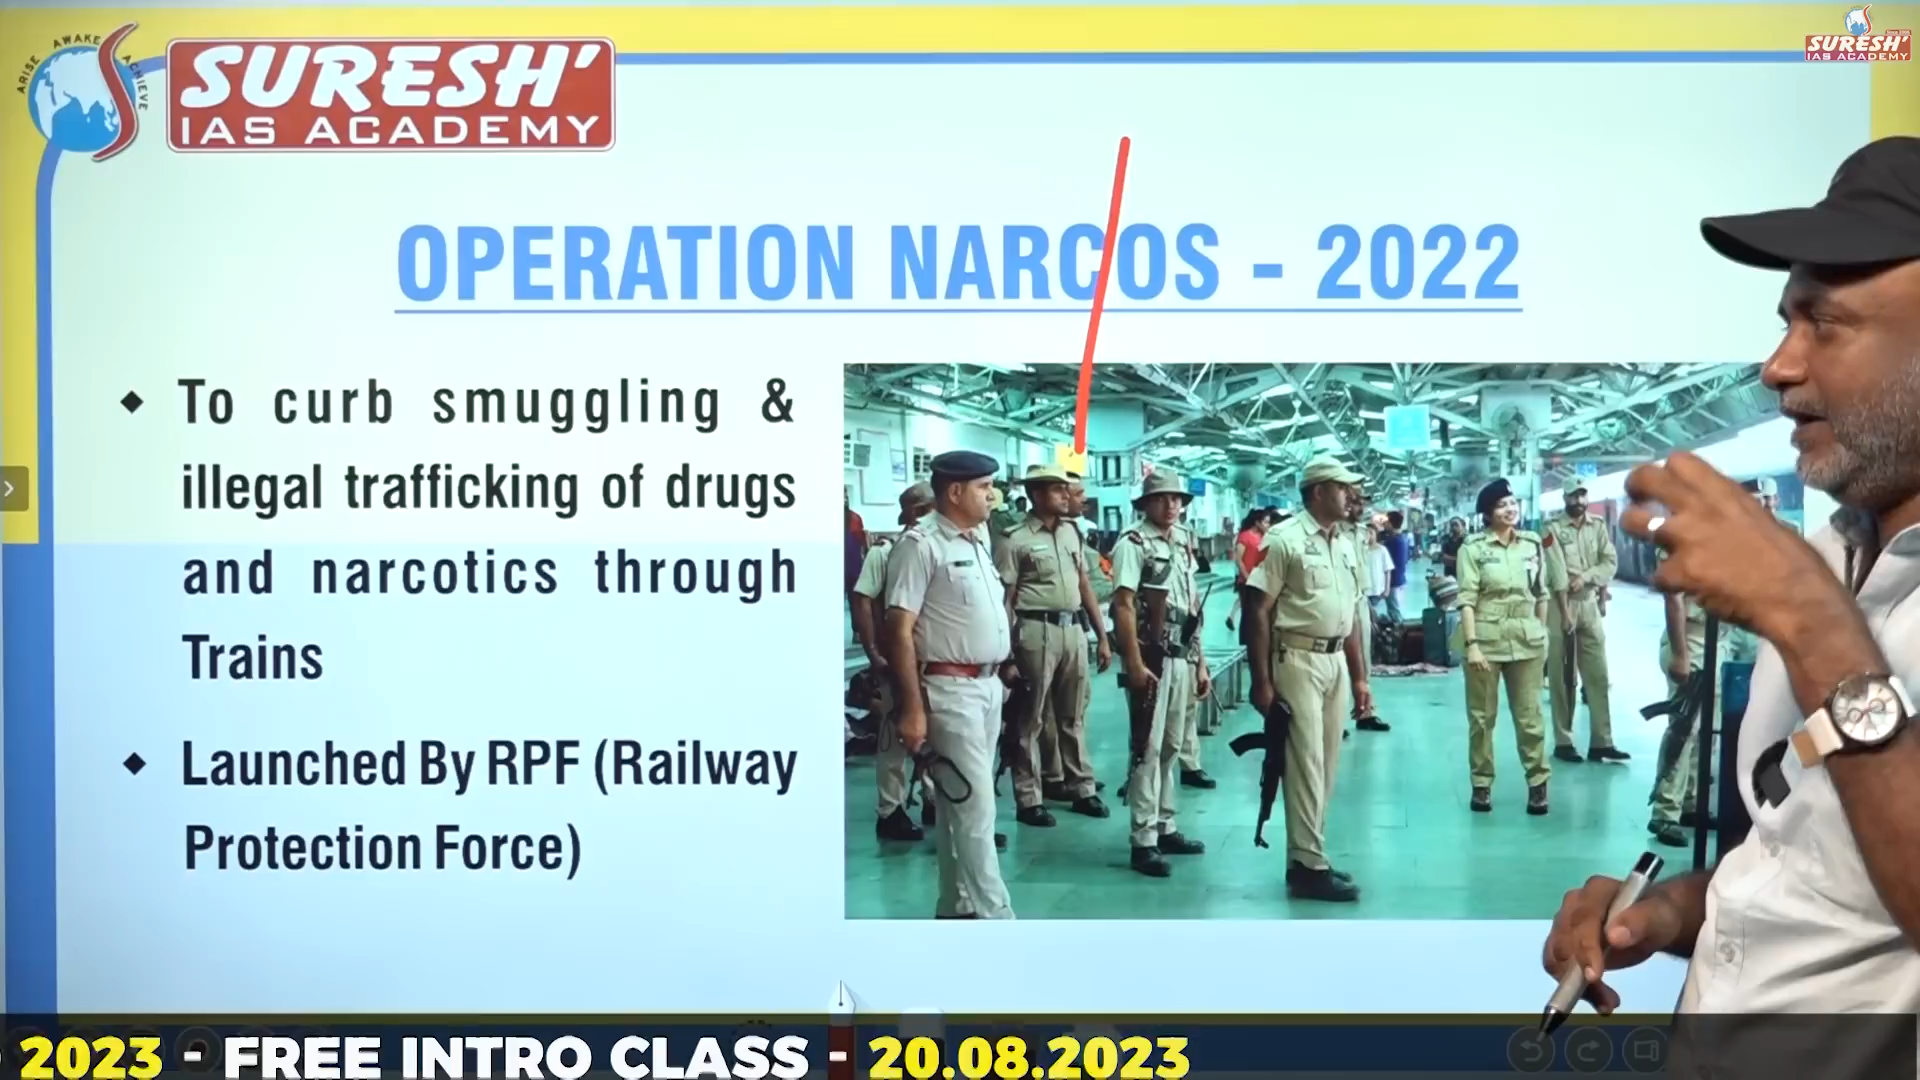 ARISE AWAKE ACHIEVE
SURESH'
IAS ACADEMY
SURESH'
IAS ACADEMY
OPERATION NARCOS - 2022
◆ To curb smuggling &
illegal trafficking of drugs
and narcotics through
Trains
◆ Launched By RPF (Railway
Protection Force)
2023 - FREE INTRO CLASS - 20.08.2023